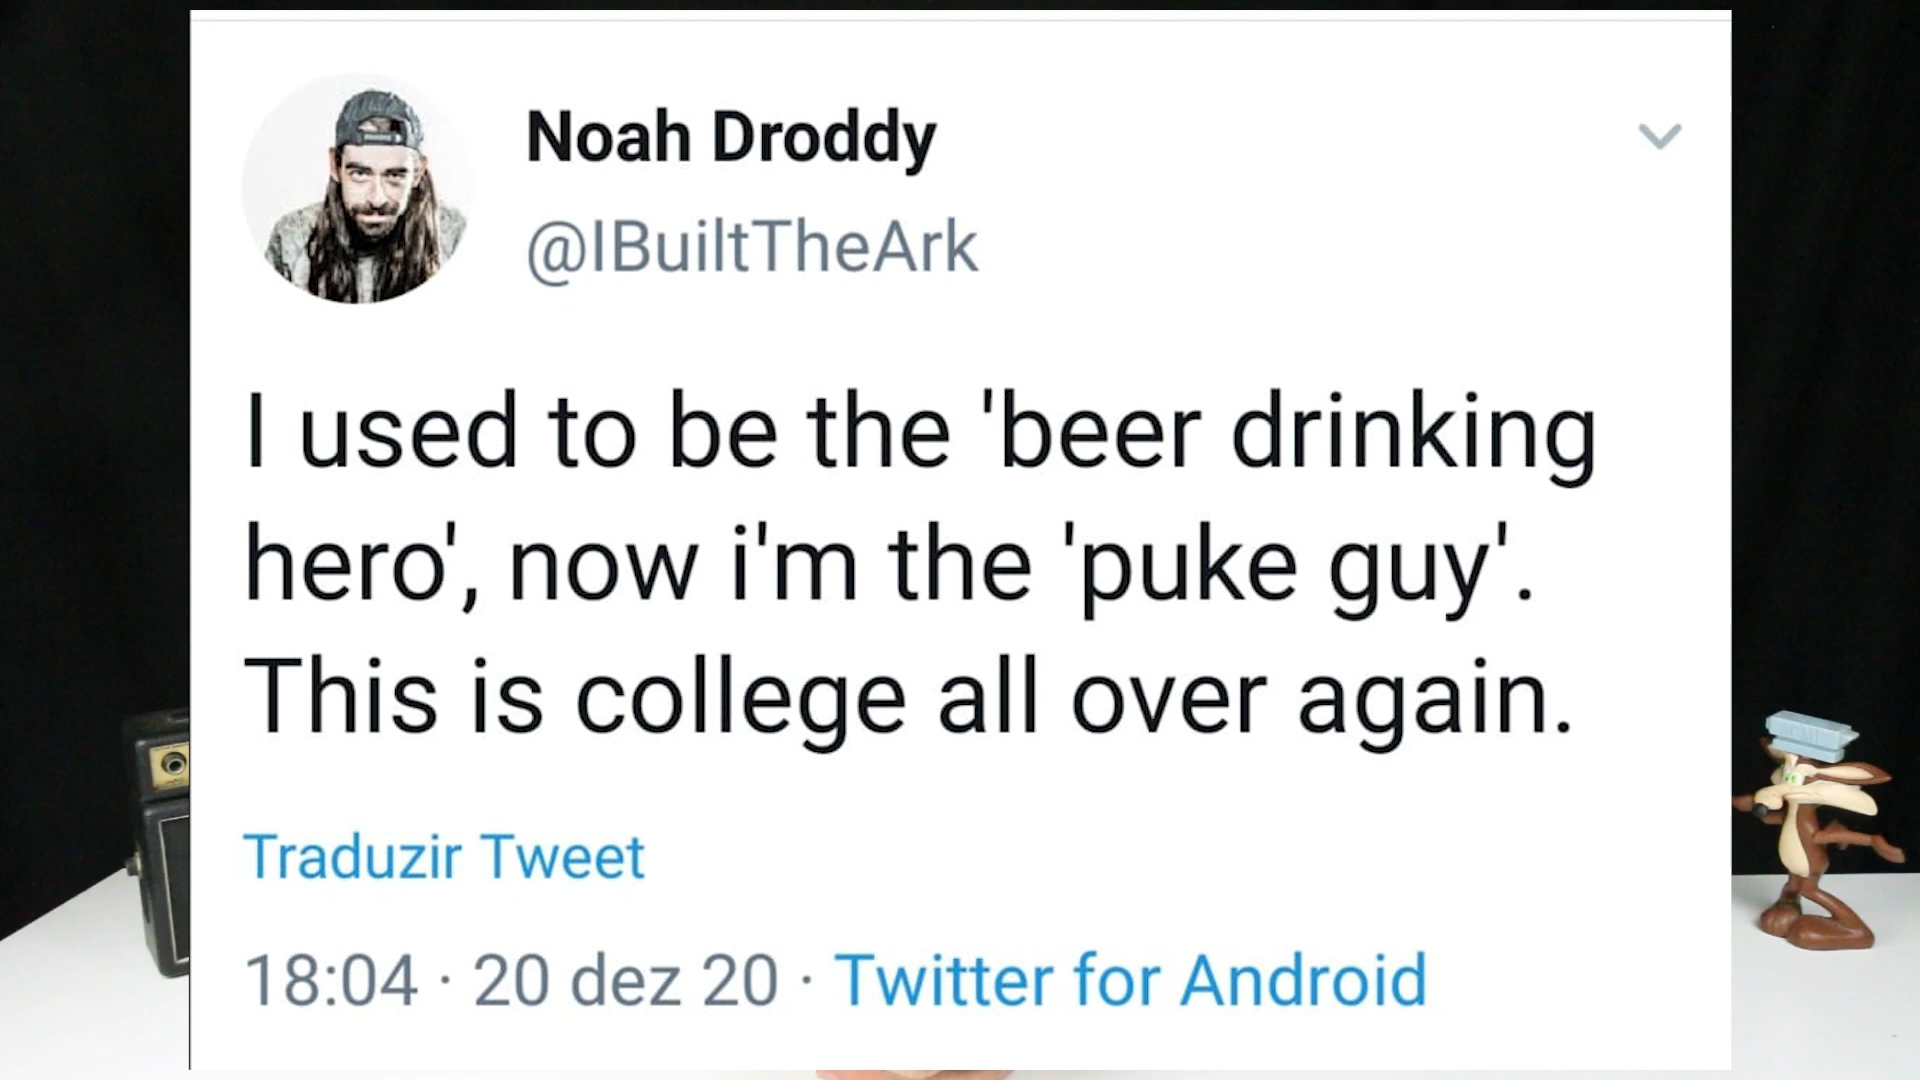 Noah Droddy
@IBuiltTheArk
I used to be the 'beer drinking
hero', now i'm the 'puke guy'.
This is college all over again.
Traduzir Tweet
18:04 · 20 dez 20 · Twitter for Android